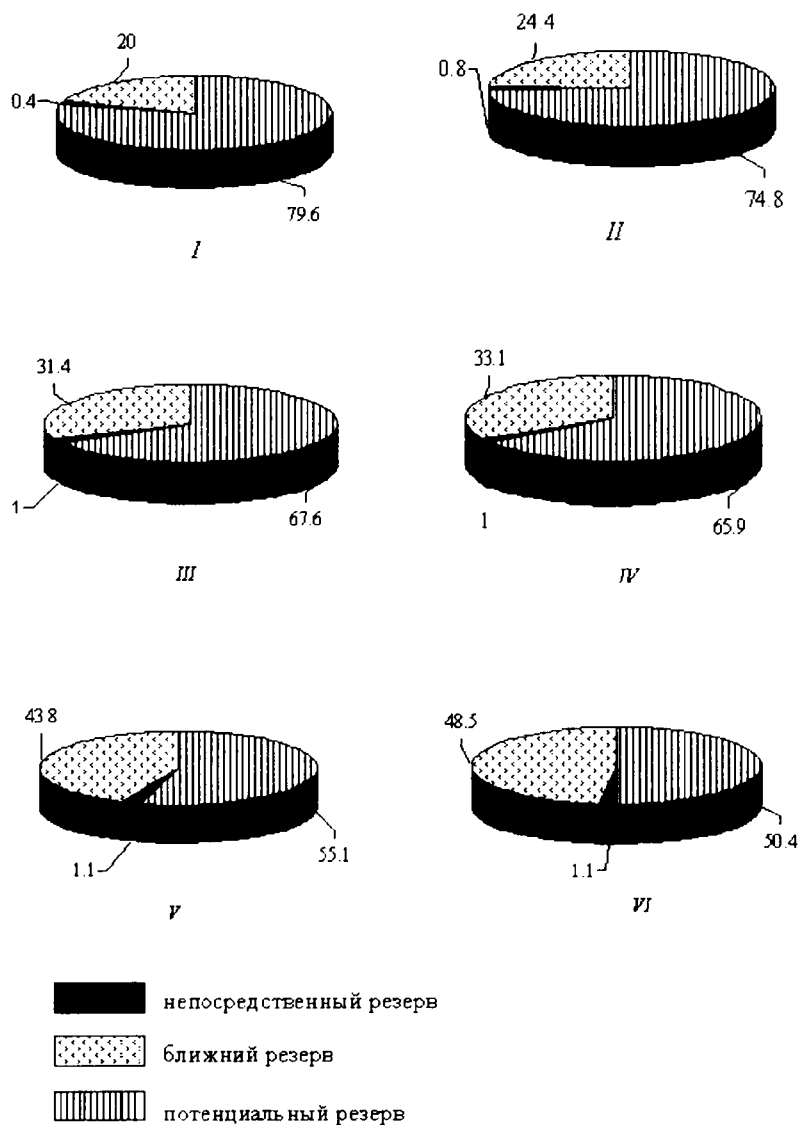 20
0.4
79.6
I
24.4
0.8
74.8
II
31.4
1
67.6
III
33.1
1
65.9
IV
43.8
1.1
55.1
V
48.5
1.1
50.4
VI
непосредственный резерв
ближний резерв
потенциальный резерв